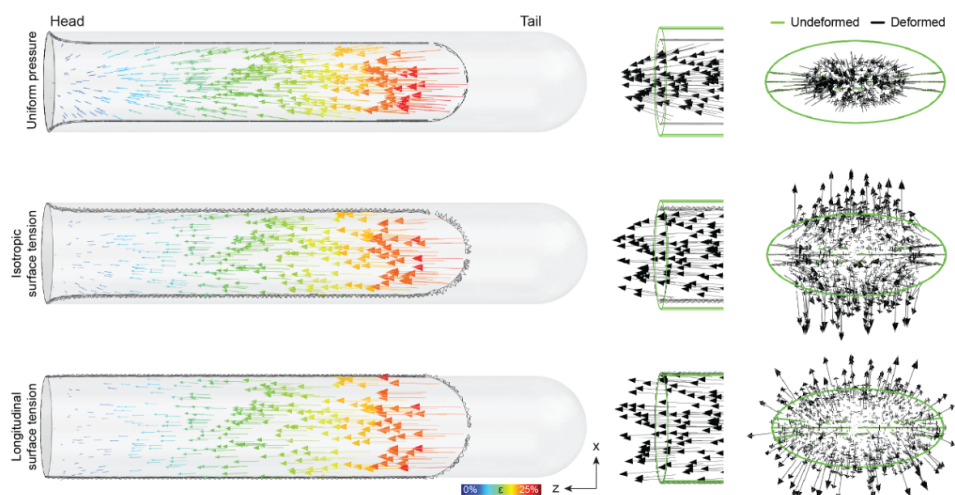 Head
Tail
Undeformed
Deformed
Uniform pressure
Isotropic
surface tension
Longitudinal
surface tension
0%
ε
25%
z
x